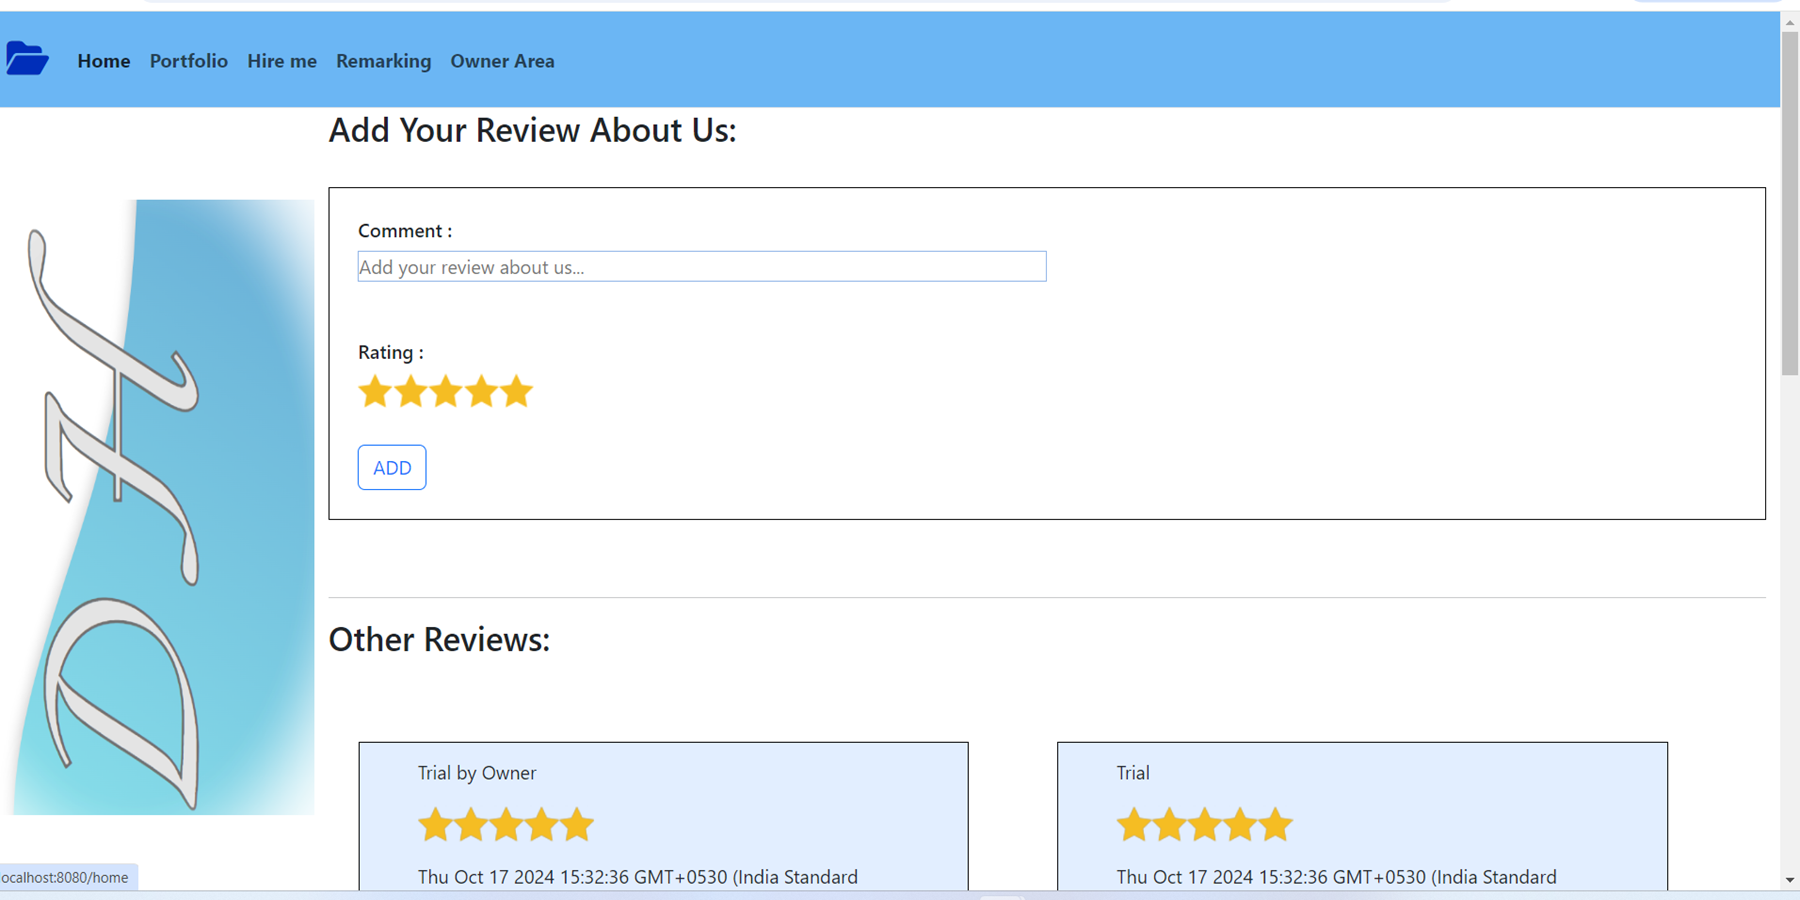 Home Portfolio Hire me Remarking Owner Area
Add Your Review About Us:
Comment :
Add your review about us...
Rating :
ADD
DH
Other Reviews:
Trial by Owner
Thu Oct 17 2024 15:32:36 GMT+0530 (India Standard
Trial
Thu Oct 17 2024 15:32:36 GMT+0530 (India Standard
ocalhost:8080/home